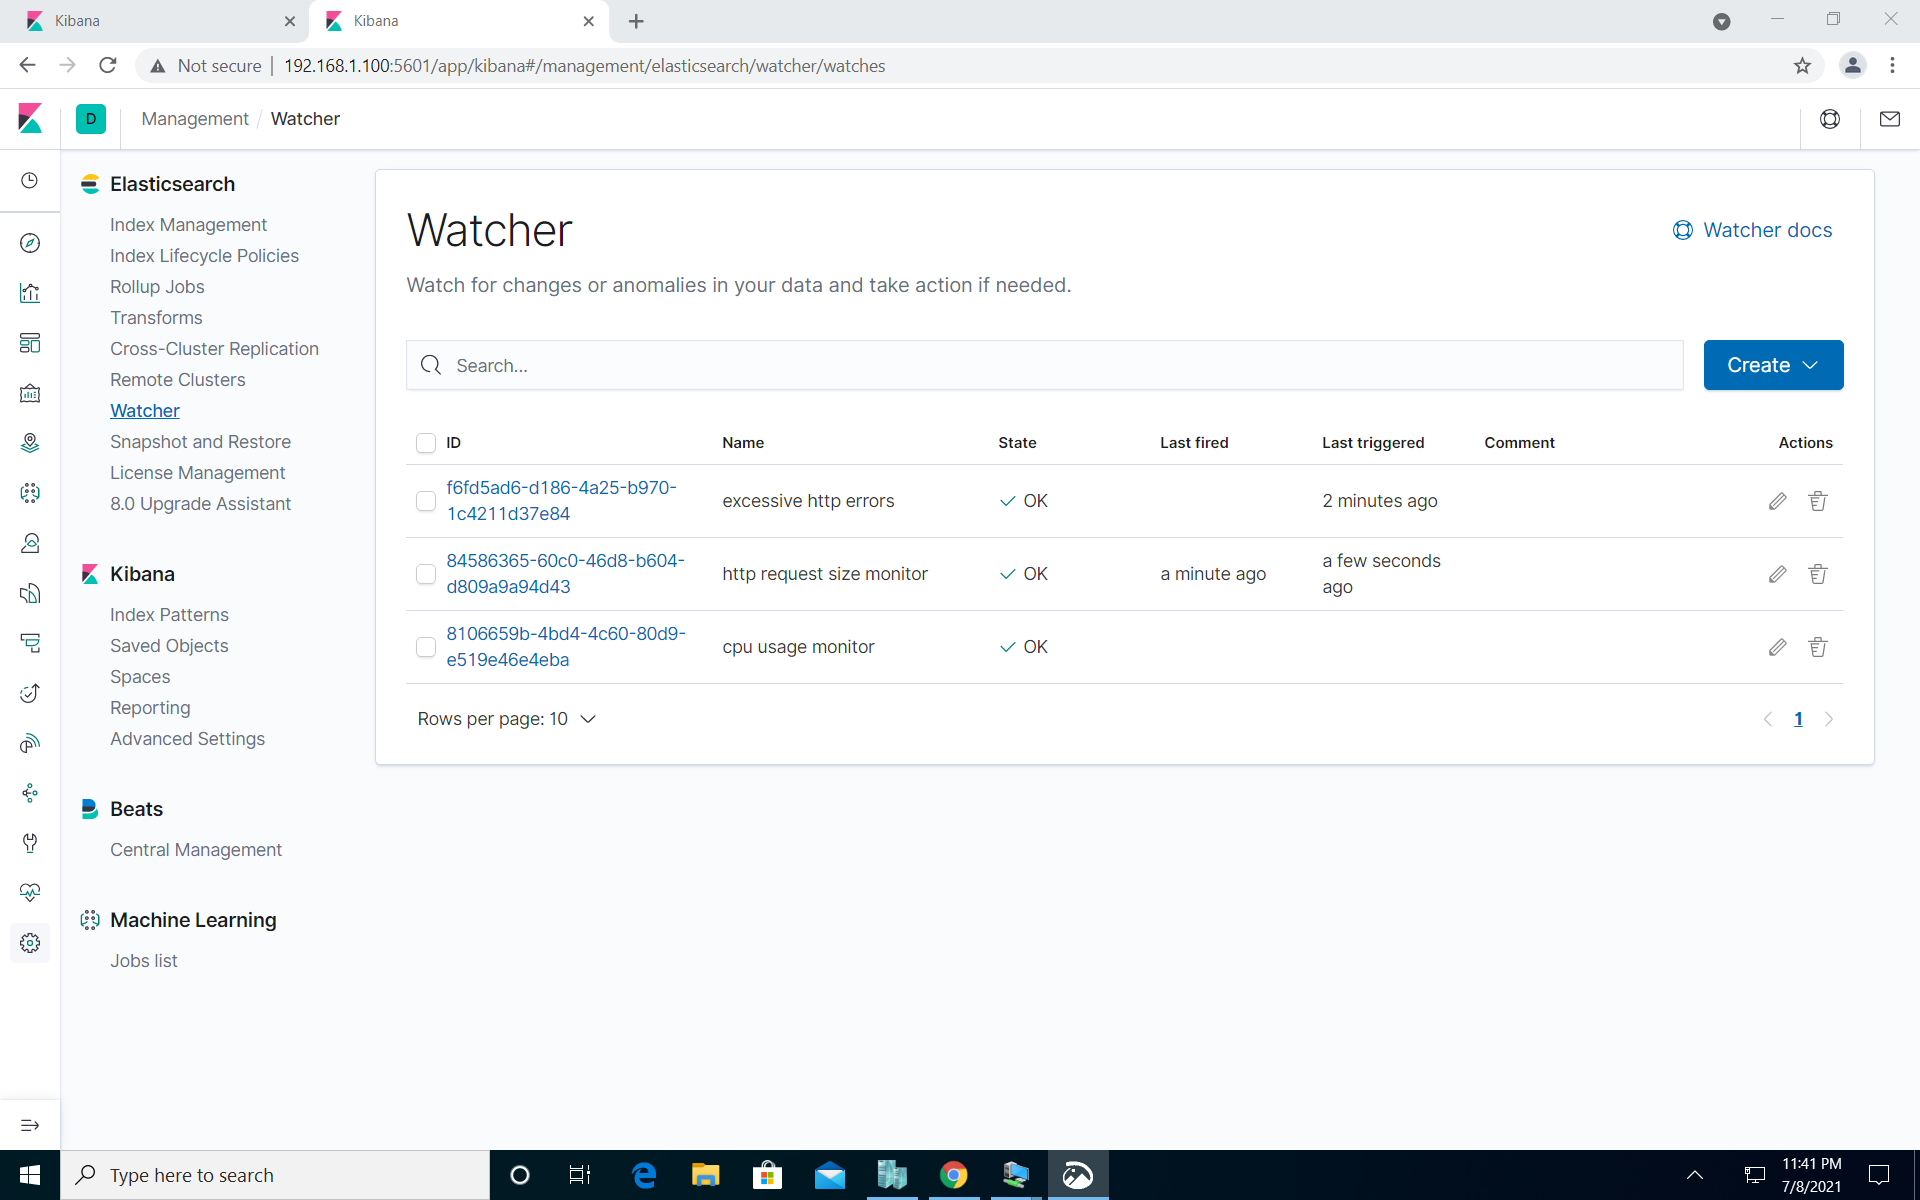 Kibana
Kibana
Not secure
192.168.1.100:5601/app/kibana#/management/elasticsearch/watcher/watches
D
Management / Watcher
Elasticsearch
Index Management
Index Lifecycle Policies
Rollup Jobs
Transforms
Cross-Cluster Replication
Remote Clusters
Watcher
Snapshot and Restore
License Management
8.0 Upgrade Assistant
Kibana
Index Patterns
Saved Objects
Spaces
Reporting
Advanced Settings
Beats
Central Management
Machine Learning
Jobs list
Watcher
Watcher docs
Watch for changes or anomalies in your data and take action if needed.
Search...
Create
ID Name State Last fired Last triggered Comment Actions
f6fd5ad6-d186-4a25-b970-
1c4211d37e84
excessive http errors
OK
2 minutes ago
84586365-60c0-46d8-b604-
d809a9a94d43
http request size monitor
OK
a minute ago
a few seconds
ago
8106659b-4bd4-4c60-80d9-
e519e46e4eba
cpu usage monitor
OK
Rows per page: 10
1
Type here to search
11:41 PM
7/8/2021